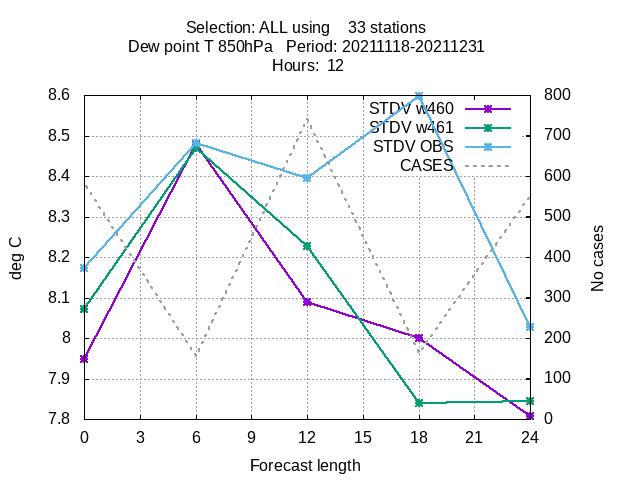 Selection: ALL using    33 stations
Dew point T 850hPa   Period: 20211118-20211231
Hours:  12
8.6
8.5
8.4
8.3
8.2
8.1
8
7.9
7.8
800
700
600
500
400
300
200
100
0
deg C
No cases
STDV w460
STDV w461
STDV OBS
CASES
0 3 6 9 12 15 18 21 24
Forecast length